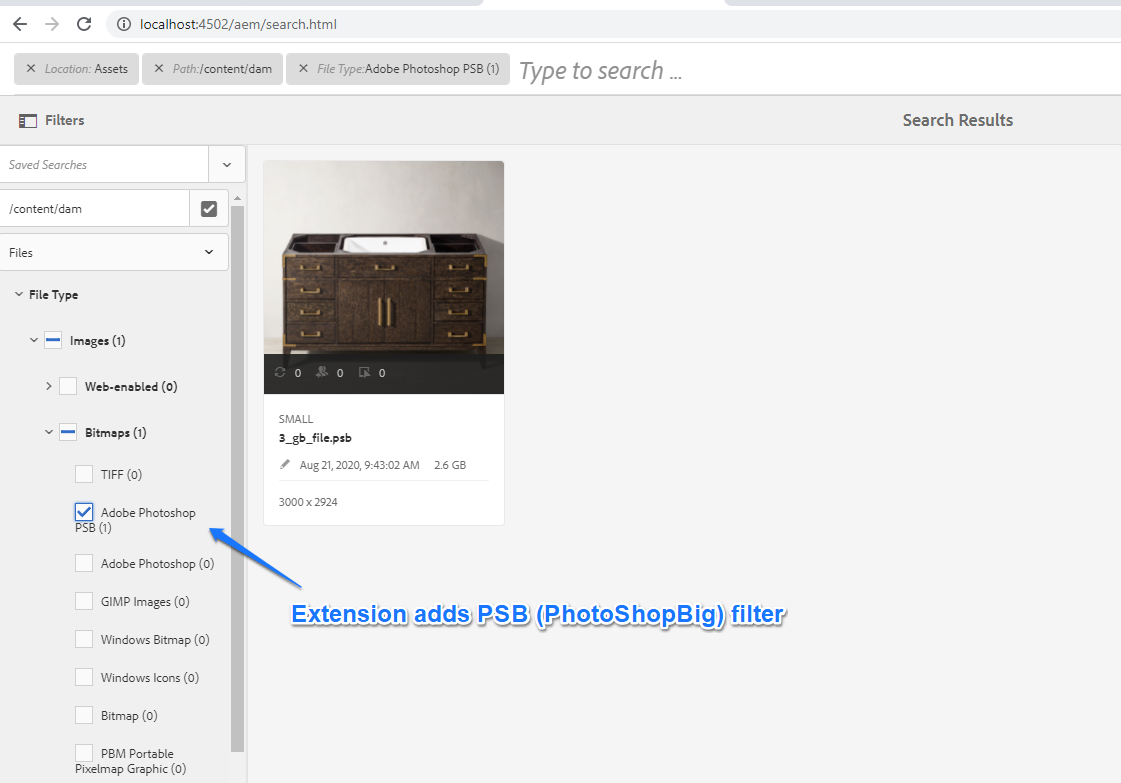 localhost:4502/aem/search.html
Location: Assets
Path:/content/dam
File Type:Adobe Photoshop PSB (1)
Type to search ...
Filters
Search Results
Saved Searches
/content/dam
Files
File Type
Images (1)
Web-enabled (0)
Bitmaps (1)
TIFF (0)
Adobe Photoshop
PSB (1)
Adobe Photoshop (0)
GIMP Images (0)
Windows Bitmap (0)
Windows Icons (0)
Bitmap (0)
PBM Portable
Pixelmap Graphic (0)
0 0 0
SMALL
3_gb_file.psb
Aug 21, 2020, 9:43:02 AM 2.6 GB
3000 x 2924
Extension adds PSB (PhotoShopBig) filter